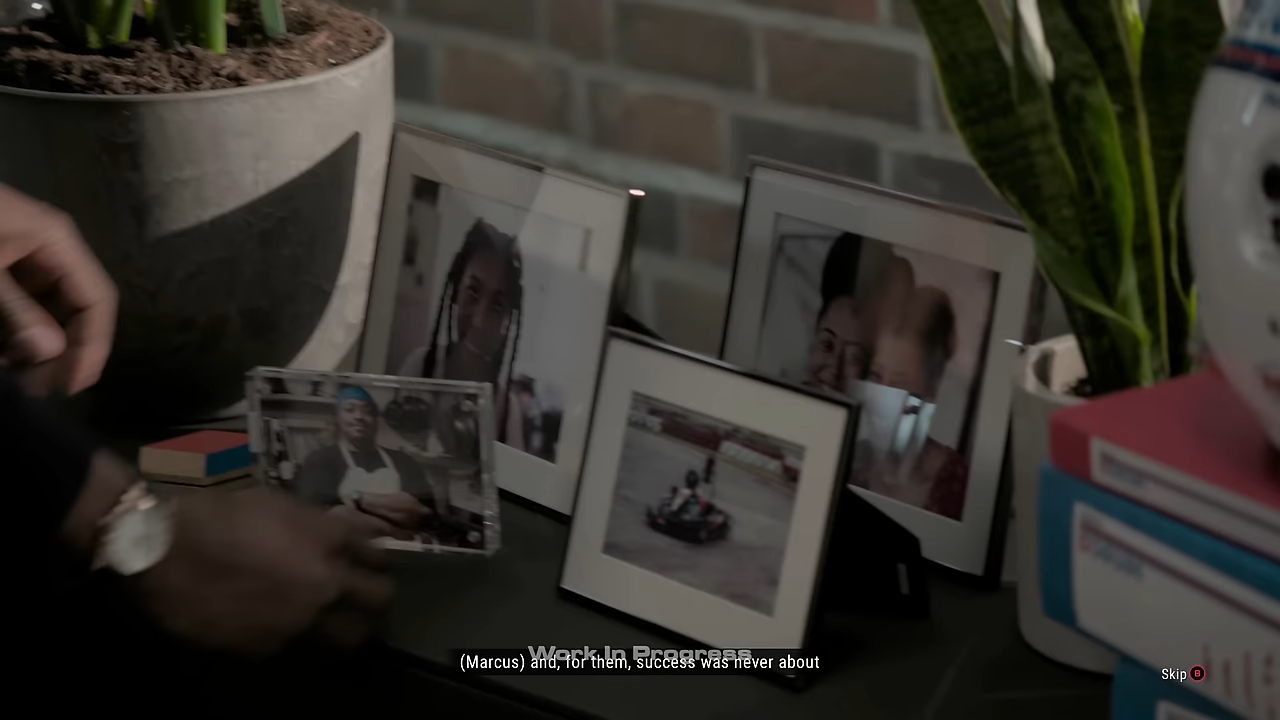 Work In Progress
(Marcus) and, for them, success was never about
Skip B